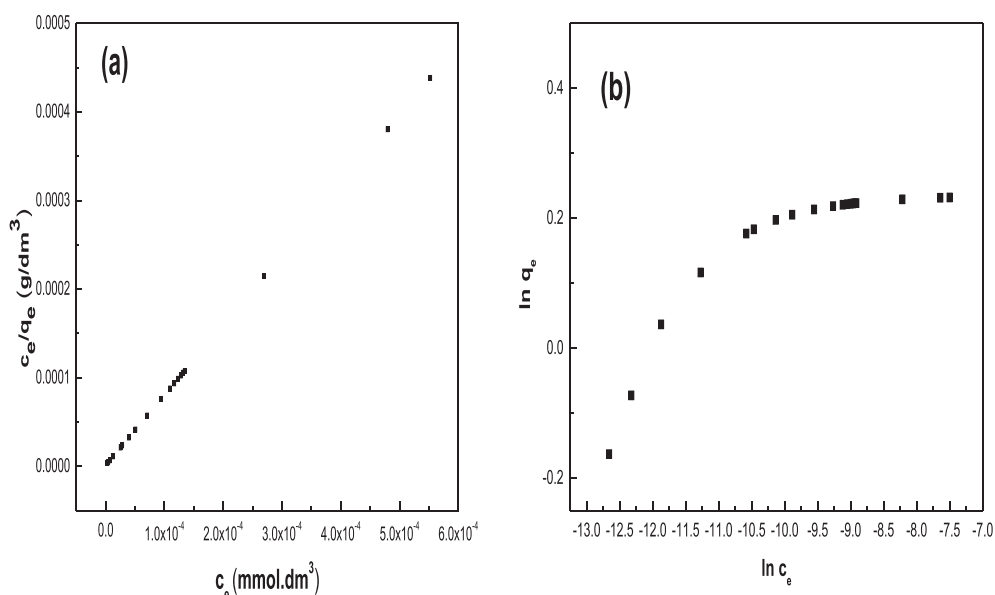 (a)
0.0005
0.0004
0.0003
0.0002
0.0001
0.0000
c_e/q_e (g/dm^3)
0.0 1.0x10^-4 2.0x10^-4 3.0x10^-4 4.0x10^-4 5.0x10^-4 6.0x10^-4
c_e (mmol.dm^3)
(b)
0.4
0.2
0.0
-0.2
ln q_e
-13.0 -12.5 -12.0 -11.5 -11.0 -10.5 -10.0 -9.5 -9.0 -8.5 -8.0 -7.5 -7.0
ln c_e